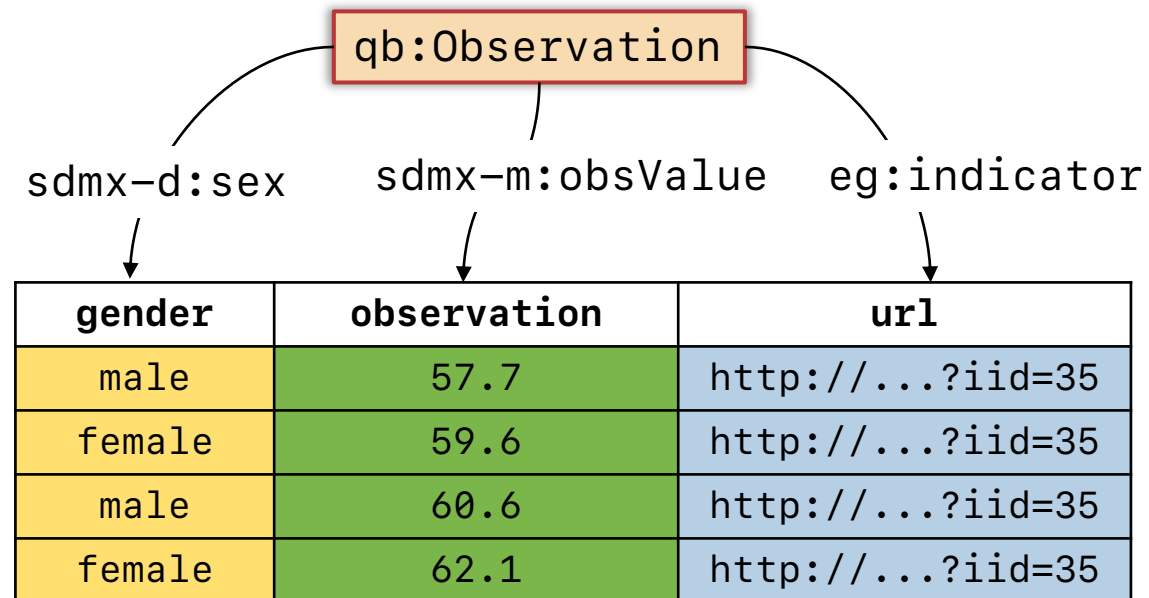 qb:Observation
sdmx-d:sex sdmx-m:obsValue eg:indicator
gender observation url
male 57.7 http://...?iid=35
female 59.6 http://...?iid=35
male 60.6 http://...?iid=35
female 62.1 http://...?iid=35